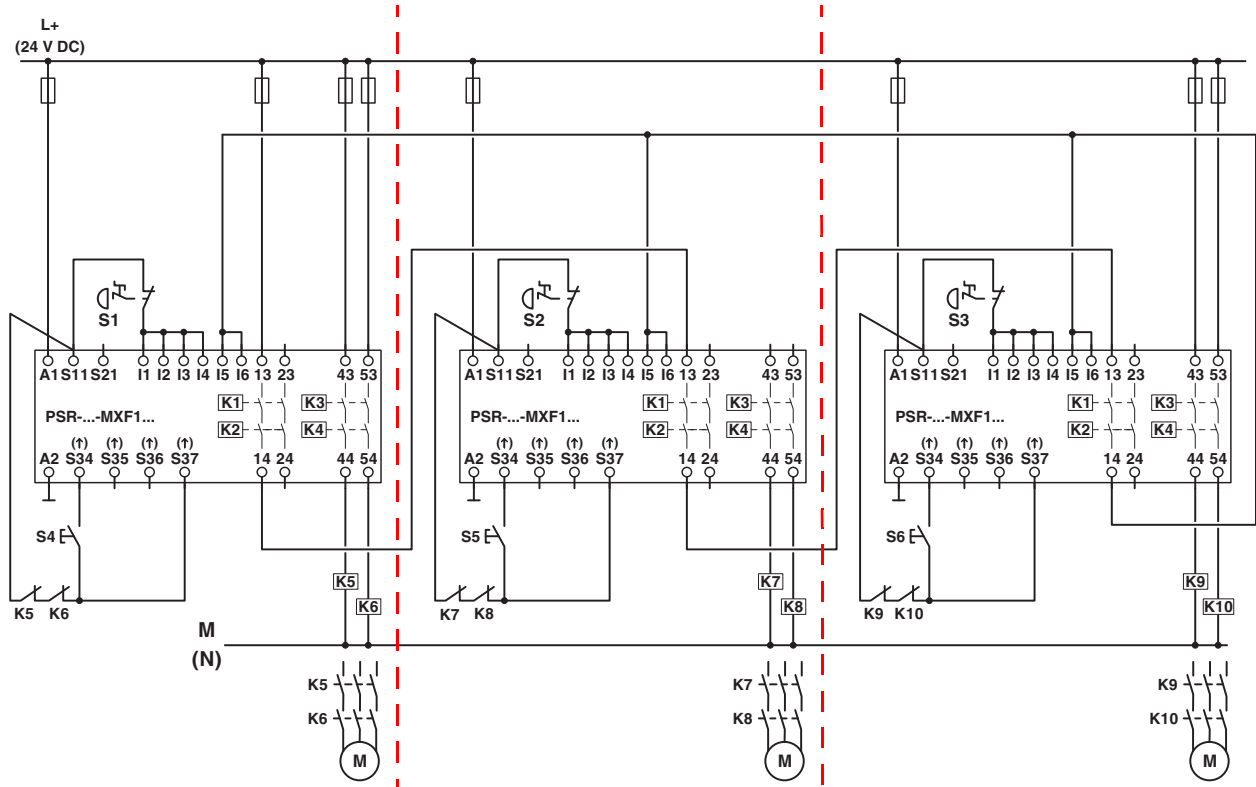 L+
(24 V DC)
S1 S2 S3
A1 S11 S21 I1 I2 I3 I4 I5 I6 13 23 43 53 A1 S11 S21 I1 I2 I3 I4 I5 I6 13 23 43 53 A1 S11 S21 I1 I2 I3 I4 I5 I6 13 23 43 53
K1 K3 K1 K3 K1 K3
PSR-...-MXF1... PSR-...-MXF1... PSR-...-MXF1...
K2 K4 K2 K4 K2 K4
(↑) (↑) (↑) (↑) (↑) (↑) (↑) (↑) (↑) (↑) (↑) (↑)
A2 S34 S35 S36 S37 14 24 44 54 A2 S34 S35 S36 S37 14 24 44 54 A2 S34 S35 S36 S37 14 24 44 54
S4 S5 S6
K5 K7 K9
K6 K8 K10
K5 K6 K7 K8 K9 K10
M
(N)
K5 K7 K9
K6 K8 K10
M M M